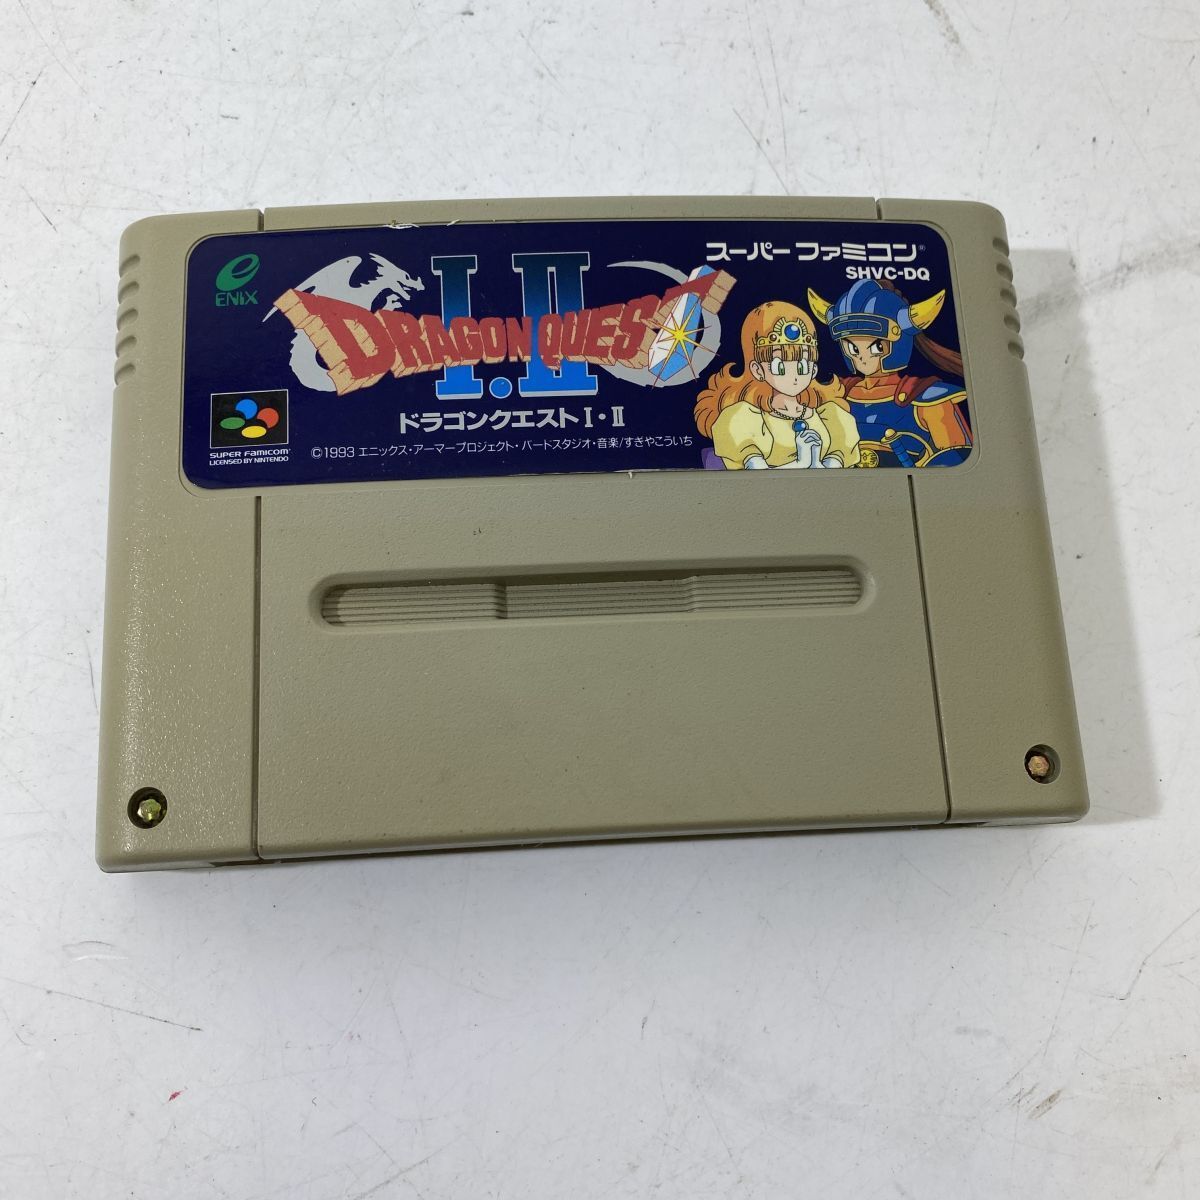 ENIX
I.II
DRAGON QUEST
スーパーファミコン®
SHVC-DQ
ドラゴンクエストI・II
SUPER FAMICOM
LICENSED BY NINTENDO
©1993 エニックス・アーマープロジェクト・バードスタジオ・音楽/すぎやこういち